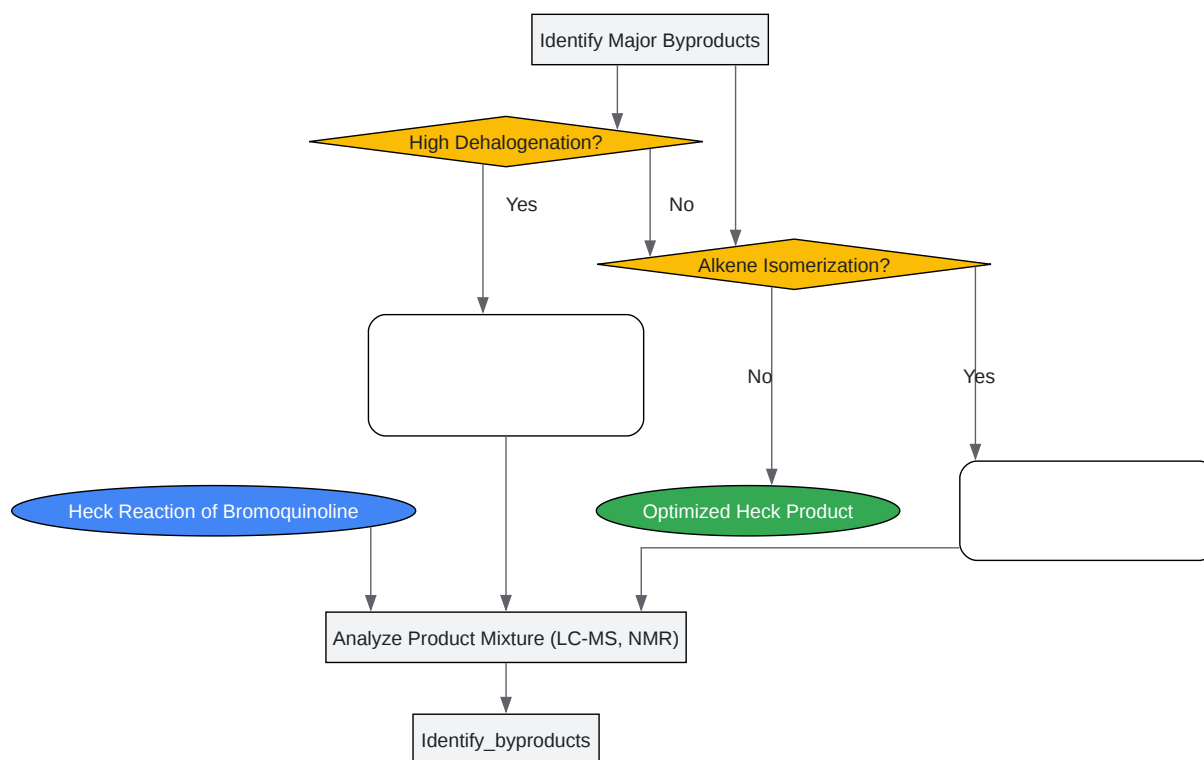 Identify Major Byproducts
High Dehalogenation?
Yes
No
Alkene Isomerization?
No
Yes
Heck Reaction of Bromoquinoline
Optimized Heck Product
Analyze Product Mixture (LC-MS, NMR)
Identify_byproducts